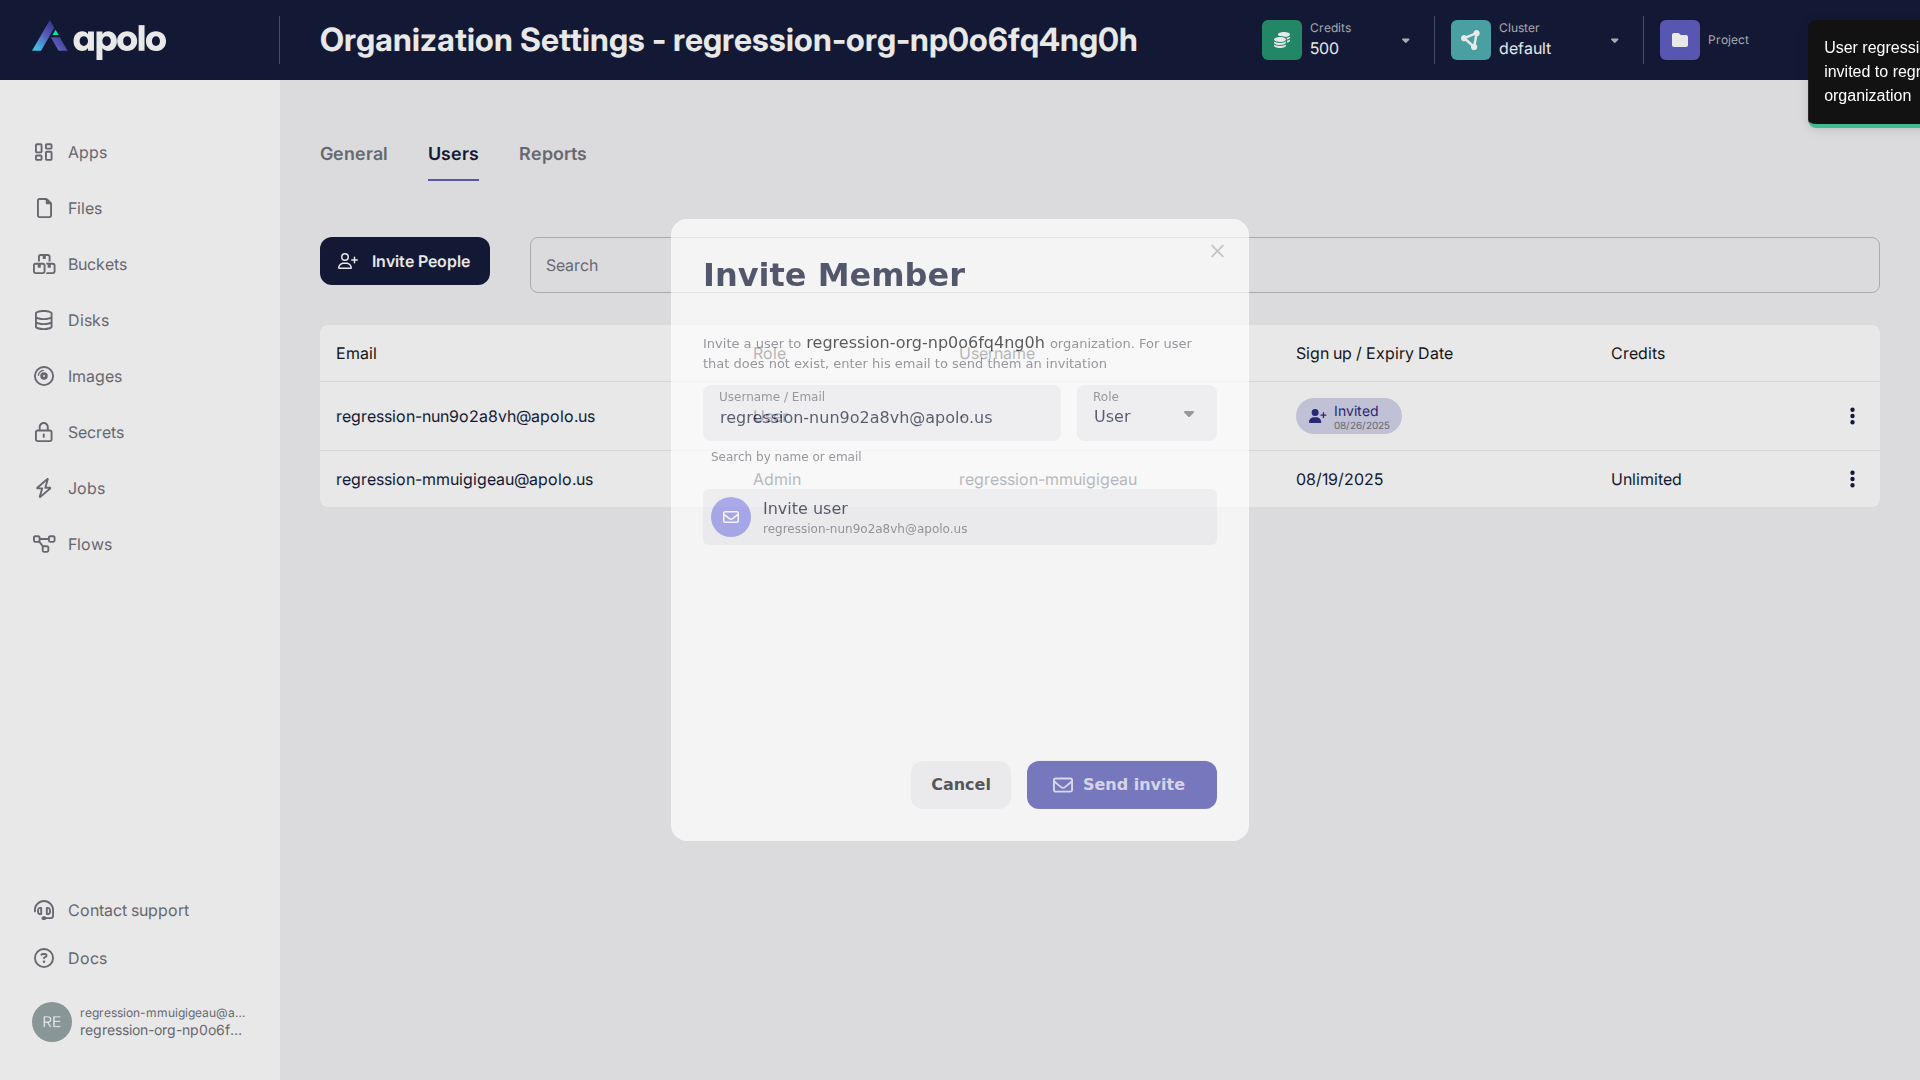 apolo
Organization Settings - regression-org-np0o6fq4ng0h
Credits
500
Cluster
default
Project
User regressi
invited to regr
organization
Apps
Files
Buckets
Disks
Images
Secrets
Jobs
Flows
Contact support
Docs
RE
regression-mmuigigeau@a...
regression-org-np0o6f...
General
Users
Reports
Invite People
Search
Email
Role
Username
Sign up / Expiry Date
Credits
regression-nun9o2a8vh@apolo.us
User
-
Invited
08/26/2025
regression-mmuigigeau@apolo.us
Admin
regression-mmuigigeau
08/19/2025
Unlimited
Invite Member
Invite a user to regression-org-np0o6fq4ng0h organization. For user
that does not exist, enter his email to send them an invitation
Username / Email
regression-nun9o2a8vh@apolo.us
Role
User
Search by name or email
Invite user
regression-nun9o2a8vh@apolo.us
Cancel
Send invite